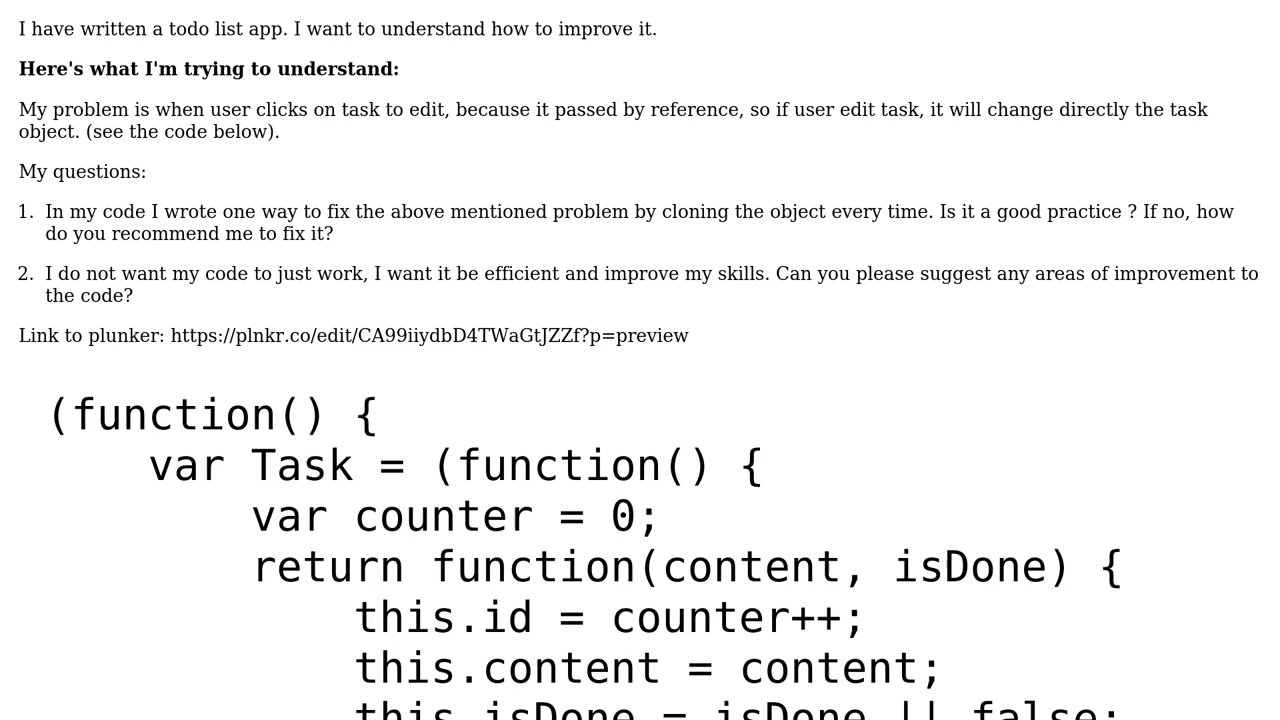 I have written a todo list app. I want to understand how to improve it.
Here's what I'm trying to understand:
My problem is when user clicks on task to edit, because it passed by reference, so if user edit task, it will change directly the task
object. (see the code below).
My questions:
1. In my code I wrote one way to fix the above mentioned problem by cloning the object every time. Is it a good practice ? If no, how
do you recommend me to fix it?
2. I do not want my code to just work, I want it be efficient and improve my skills. Can you please suggest any areas of improvement to
the code?
Link to plunker: https://plnkr.co/edit/CA99iiydbD4TWaGtJZZf?p=preview
(function() {
    var Task = (function() {
        var counter = 0;
        return function(content, isDone) {
            this.id = counter++;
            this.content = content;
            this.isDone = isDone || false;